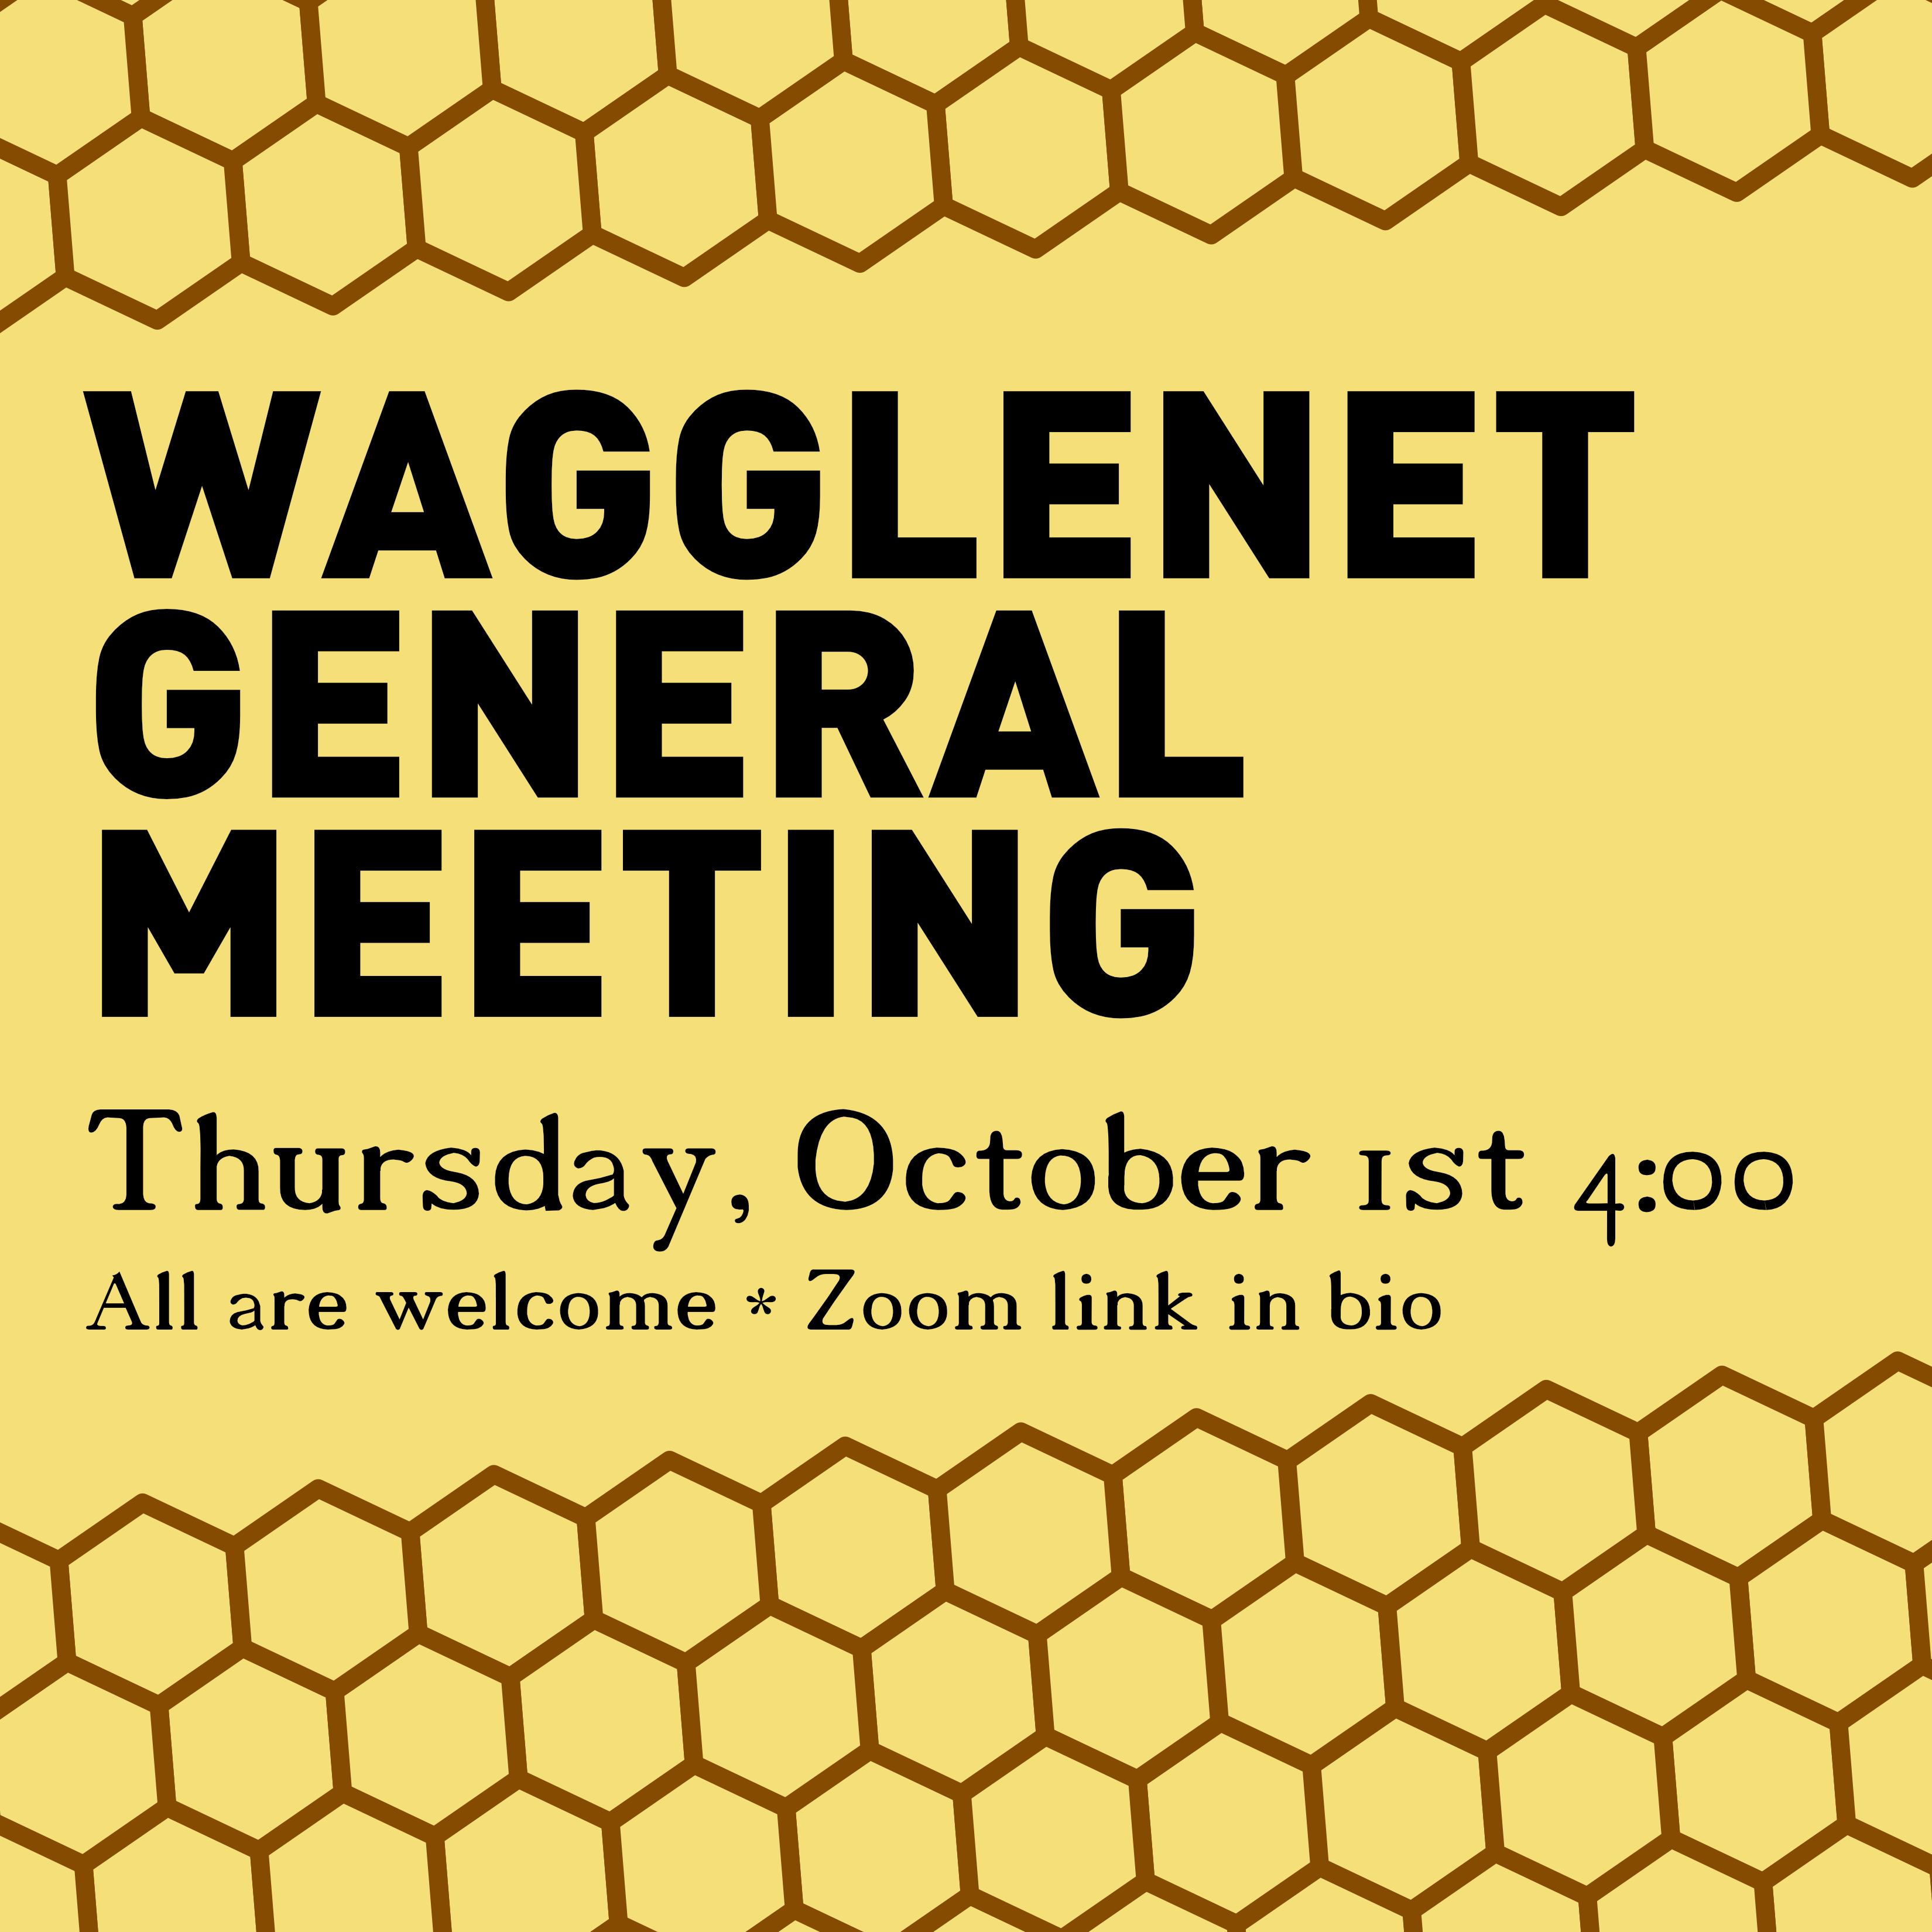 WAGGLENET
GENERAL
MEETING
Thursday, October 1st 4:00
All are welcome * Zoom link in bio